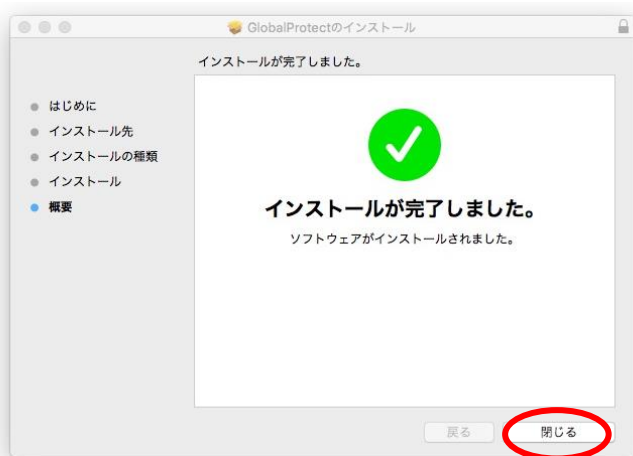 GlobalProtectのインストール
インストールが完了しました。
はじめに
インストール先
インストールの種類
インストール
概要
インストールが完了しました。
ソフトウェアがインストールされました。
戻る
閉じる